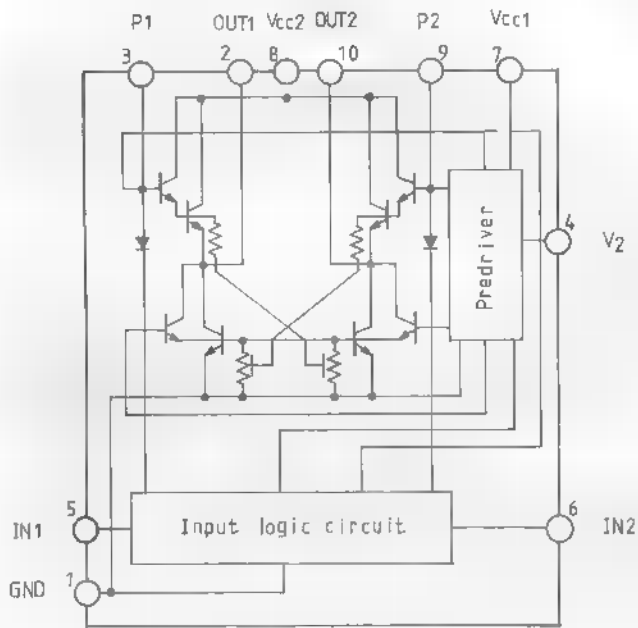 P1 OUT1 Vcc2 OUT2 P2 Vcc1
3 2 8 10 9 7
4
V2
Predriver
5 6
IN1 Input logic circuit IN2
GND 1